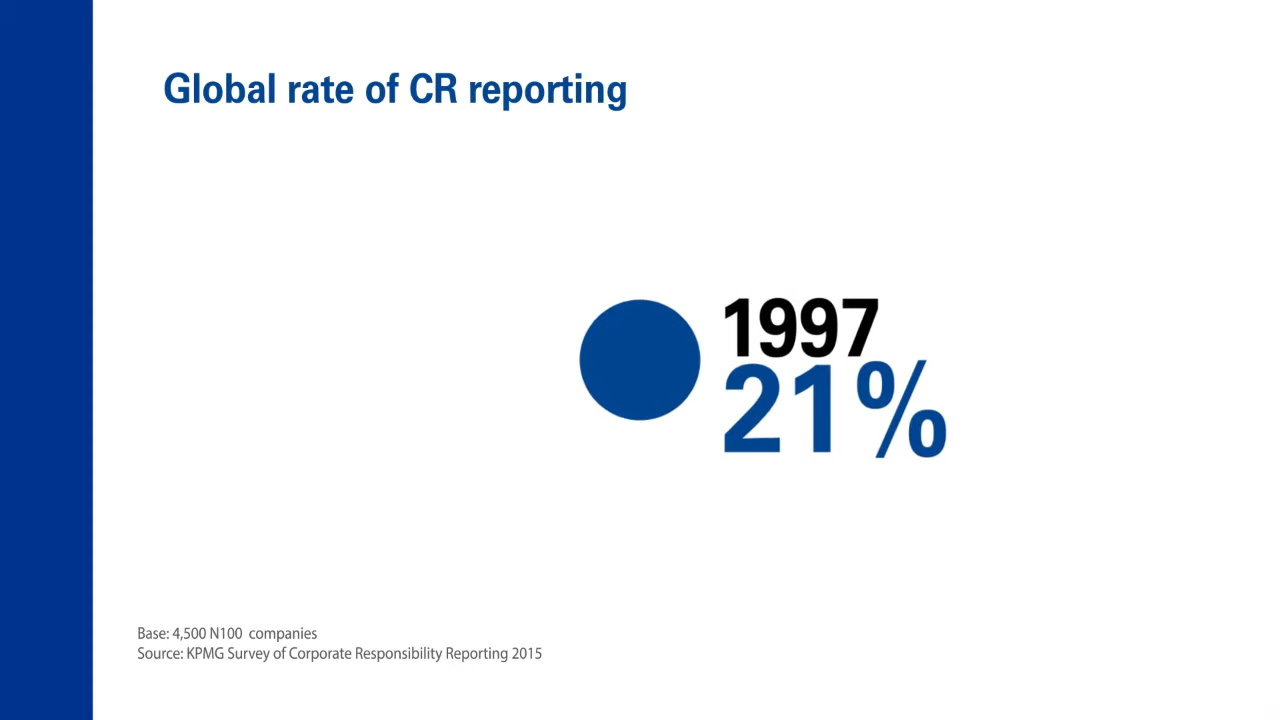 Global rate of CR reporting
1997
21%
Base: 4,500 N100 companies
Source: KPMG Survey of Corporate Responsibility Reporting 2015